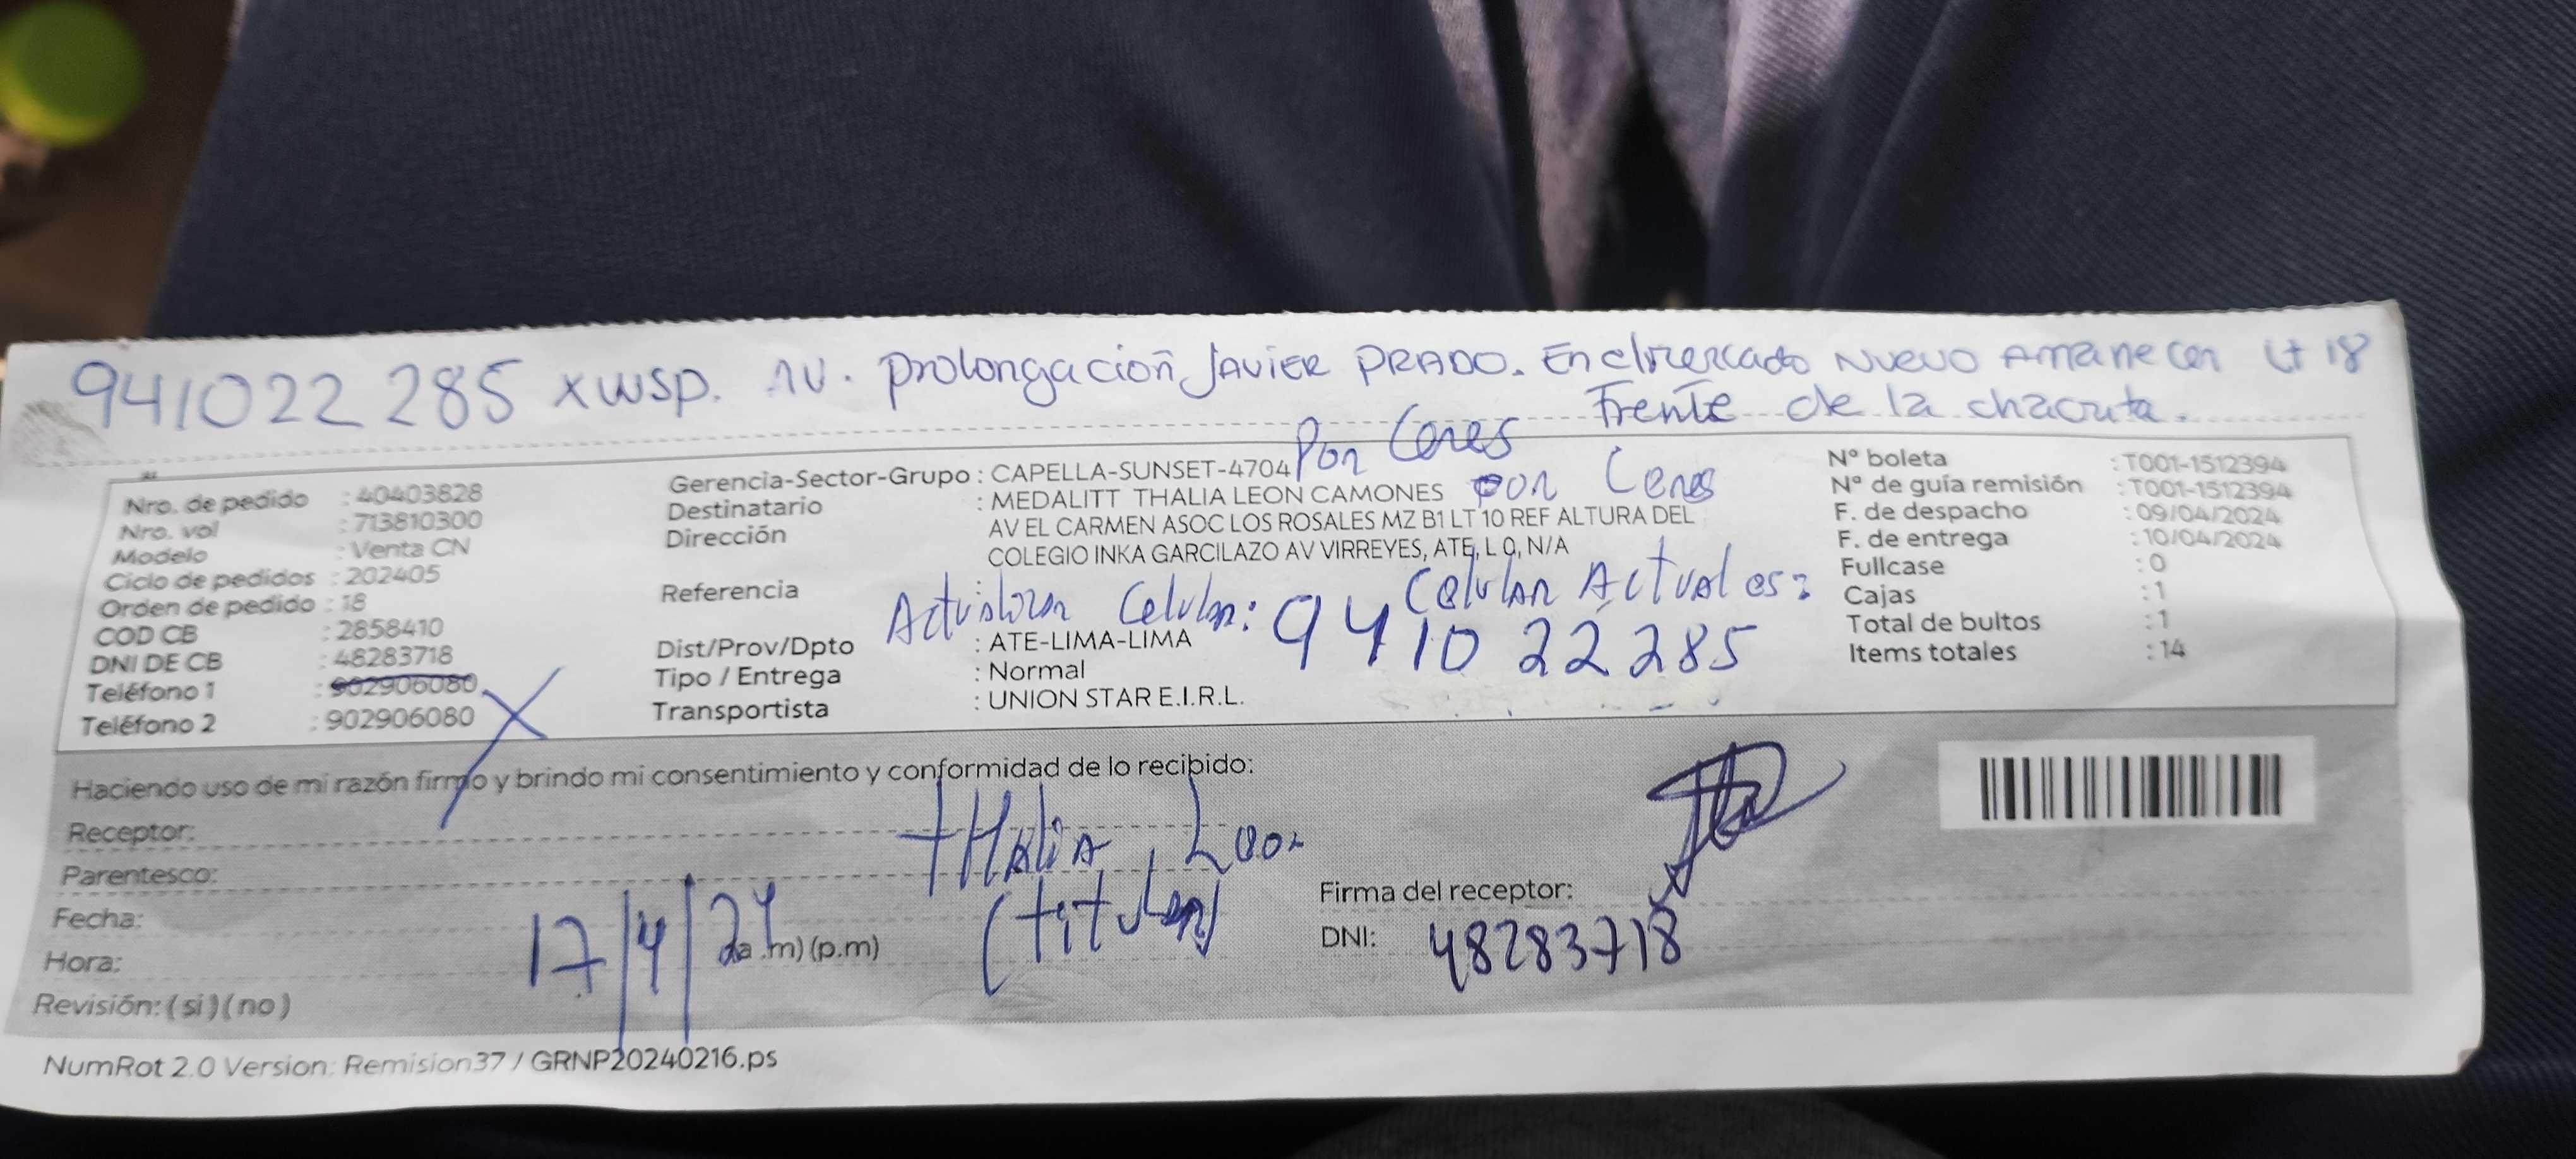 941022 285 x wsp. AV. Prolongación JAVIER PRADO. En el mercado NUEVO Amanecer Lt 18
Frente de la chacrita.
Por Ceres
Nro. de pedido : 40403828
Nro. vol : 713810300
Modelo : Venta CN
Ciclo de pedidos : 202405
Orden de pedido : 18
COD CB : 2858410
DNI DE CB : 48283718
Teléfono 1 : 902906080
Teléfono 2 : 902906080
Gerencia-Sector-Grupo : CAPELLA-SUNSET-4704
Destinatario : MEDALITT THALIA LEON CAMONES
por Ceres
Dirección AV EL CARMEN ASOC LOS ROSALES MZ B1 LT 10 REF ALTURA DEL
COLEGIO INKA GARCILAZO AV VIRREYES, ATE, L 0, N/A
Referencia
Celular Actual es:
Actualizar Celular: 9410 22 285
Dist/Prov/Dpto : ATE-LIMA-LIMA
Tipo / Entrega : Normal
Transportista : UNION STAR E.I.R.L.
N° boleta : T001-1512394
N° de guía remisión : T001-1512394
F. de despacho : 09/04/2024
F. de entrega : 10/04/2024
Fullcase : 0
Cajas : 1
Total de bultos : 1
Items totales : 14
Haciendo uso de mi razón firmo y brindo mi consentimiento y conformidad de lo recibido:
Receptor: tHAliA Leon
Parentesco: (titular)
Fecha: 17/4/24
Hora: (a .m) (p.m)
Revisión: (si) (no)
Firma del receptor:
DNI: 48283718
NumRot 2.0 Version: Remision37 / GRNP20240216.ps